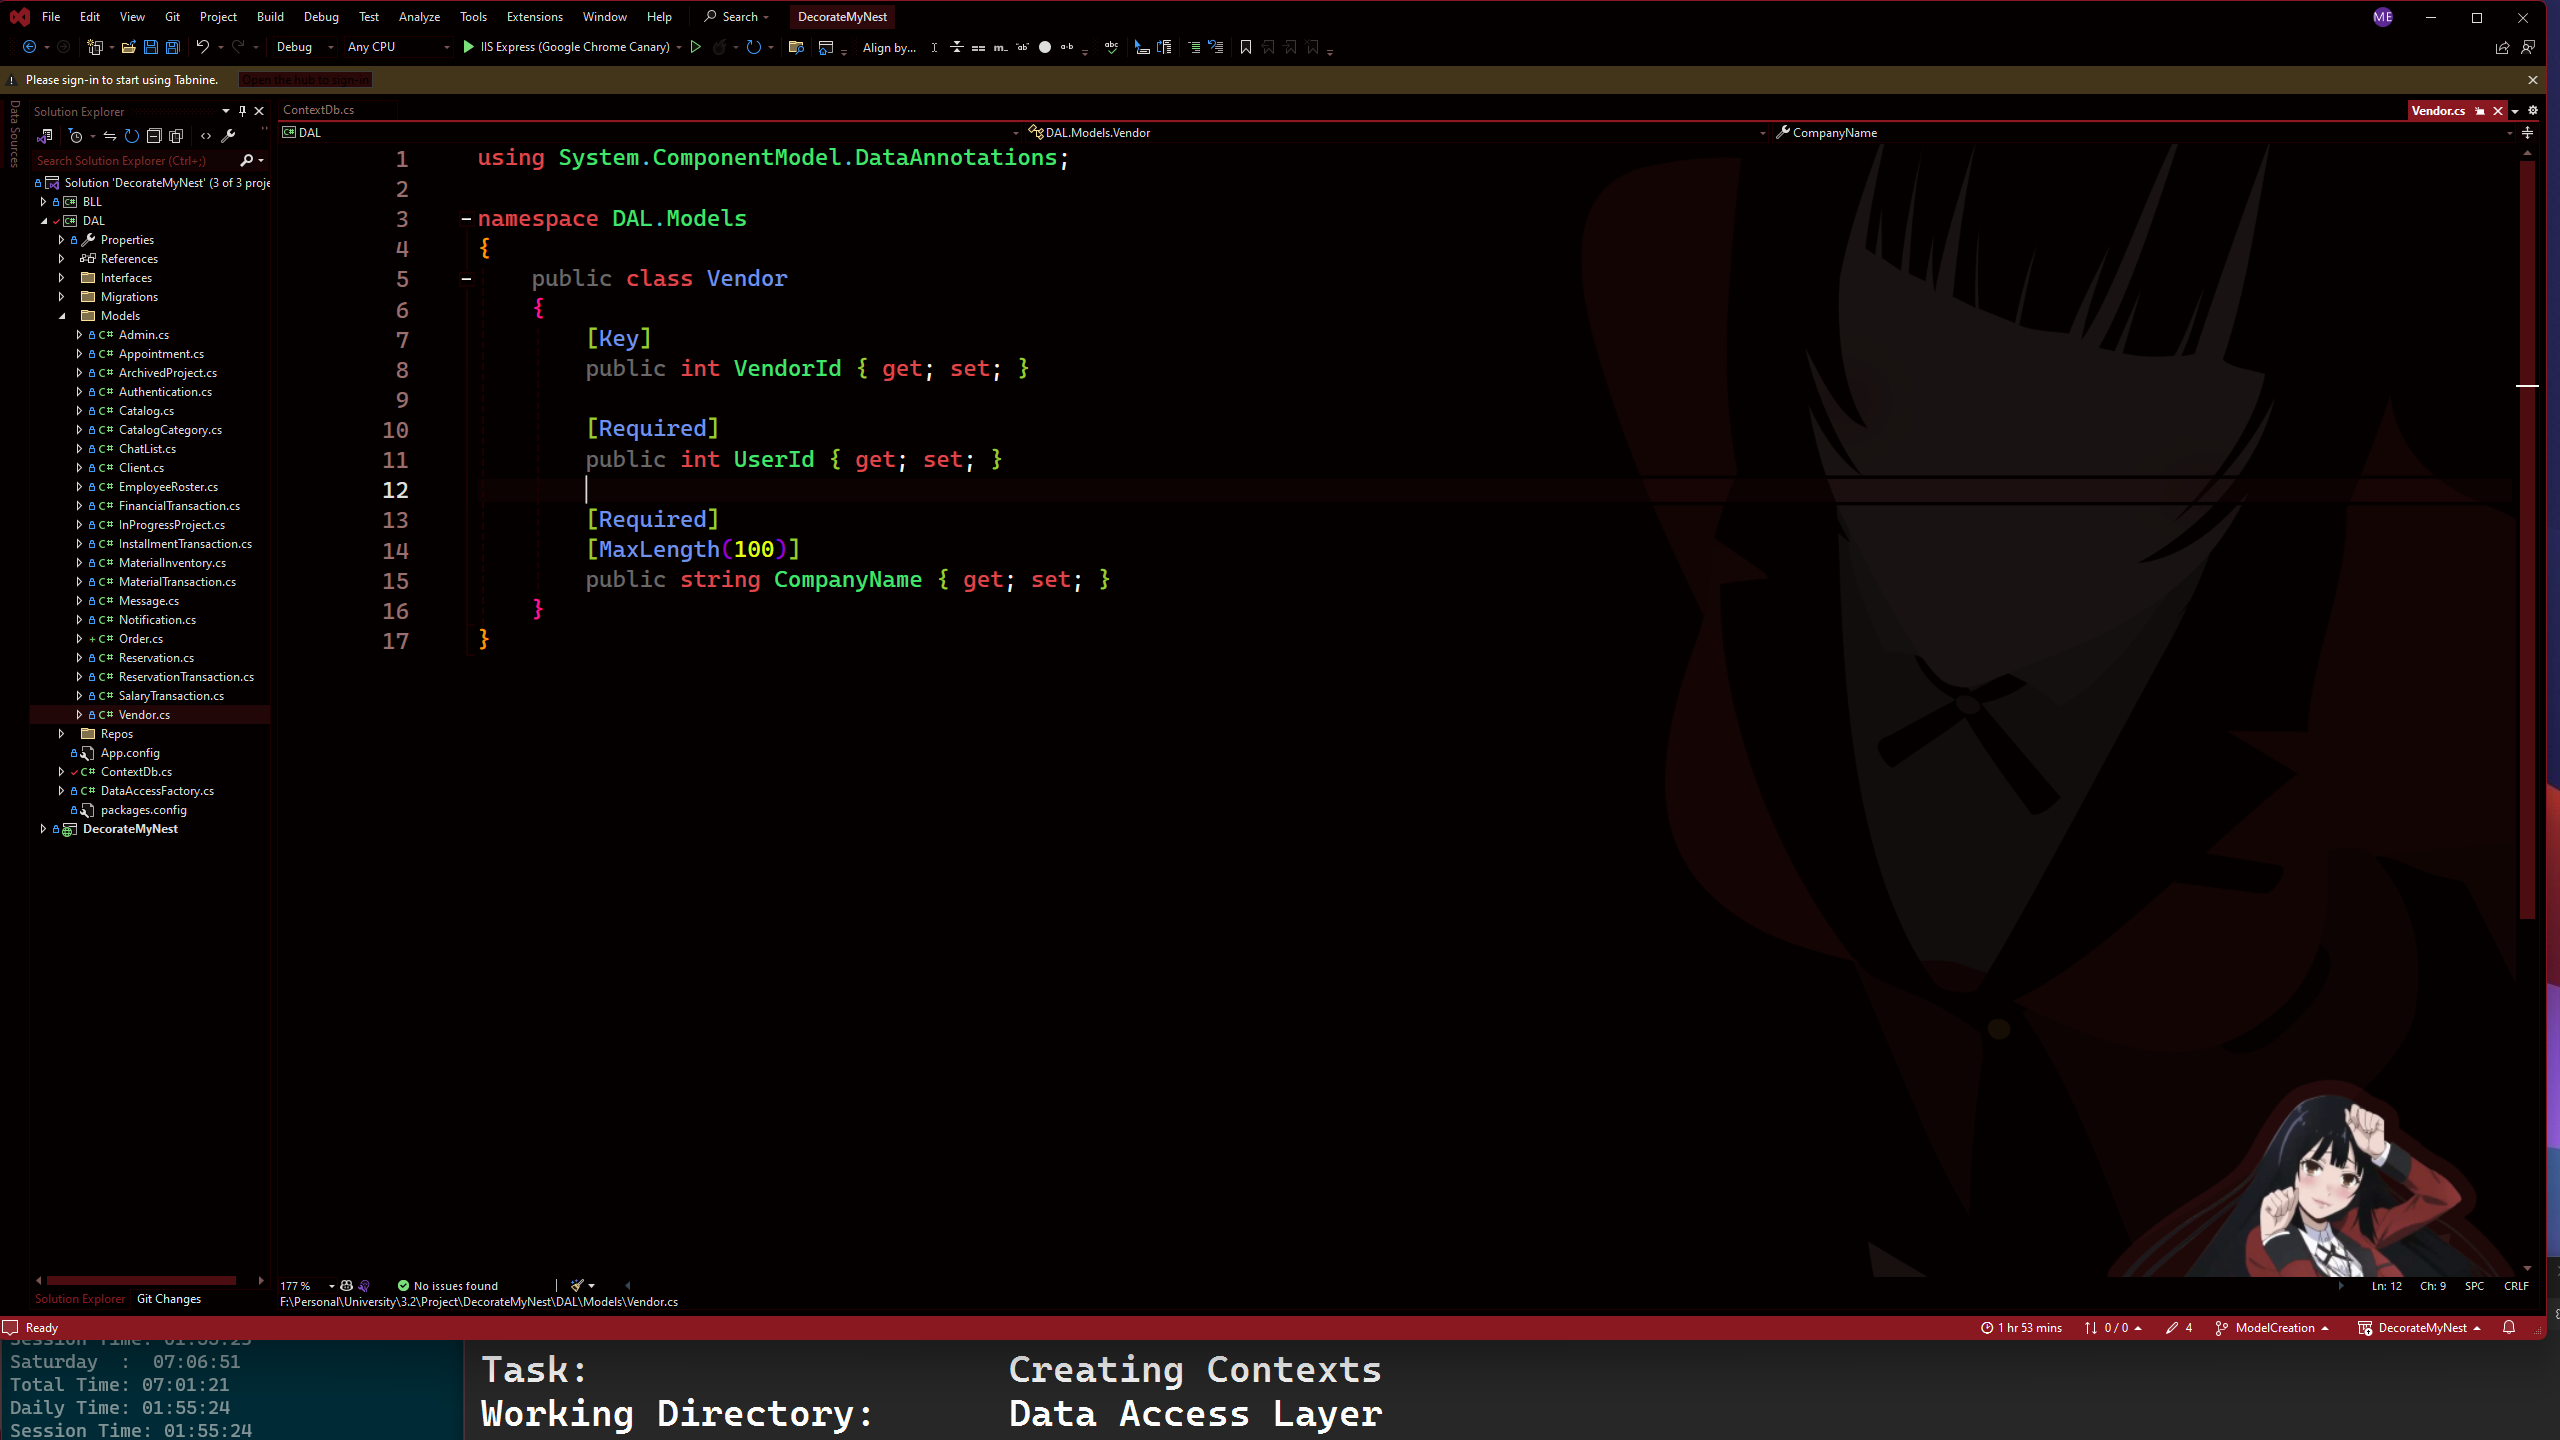 File Edit View Git Project Build Debug Test Analyze Tools Extensions Window Help Search DecorateMyNest ME
Debug Any CPU IIS Express (Google Chrome Canary) Align by...
Please sign-in to start using Tabnine. Open the hub to sign-in
Data Sources
Solution Explorer
Search Solution Explorer (Ctrl+;)
Solution 'DecorateMyNest' (3 of 3 proje
BLL
DAL
Properties
References
Interfaces
Migrations
Models
C# Admin.cs
C# Appointment.cs
C# ArchivedProject.cs
C# Authentication.cs
C# Catalog.cs
C# CatalogCategory.cs
C# ChatList.cs
C# Client.cs
C# EmployeeRoster.cs
C# FinancialTransaction.cs
C# InProgressProject.cs
C# InstallmentTransaction.cs
C# MaterialInventory.cs
C# MaterialTransaction.cs
C# Message.cs
C# Notification.cs
C# Order.cs
C# Reservation.cs
C# ReservationTransaction.cs
C# SalaryTransaction.cs
C# Vendor.cs
Repos
App.config
C# ContextDb.cs
C# DataAccessFactory.cs
packages.config
DecorateMyNest
Solution Explorer Git Changes
ContextDb.cs Vendor.cs
DAL DAL.Models.Vendor CompanyName
1 using System.ComponentModel.DataAnnotations;
2
3 namespace DAL.Models
4 {
5 public class Vendor
6 {
7 [Key]
8 public int VendorId { get; set; }
9
10 [Required]
11 public int UserId { get; set; }
12
13 [Required]
14 [MaxLength(100)]
15 public string CompanyName { get; set; }
16 }
17 }
177 % No issues found Ln: 12 Ch: 9 SPC CRLF
F:\Personal\University\3.2\Project\DecorateMyNest\DAL\Models\Vendor.cs
Ready 1 hr 53 mins 0 / 0 4 ModelCreation DecorateMyNest
Saturday : 07:06:51
Total Time: 07:01:21
Daily Time: 01:55:24
Session Time: 01:55:24
Task: Creating Contexts
Working Directory: Data Access Layer